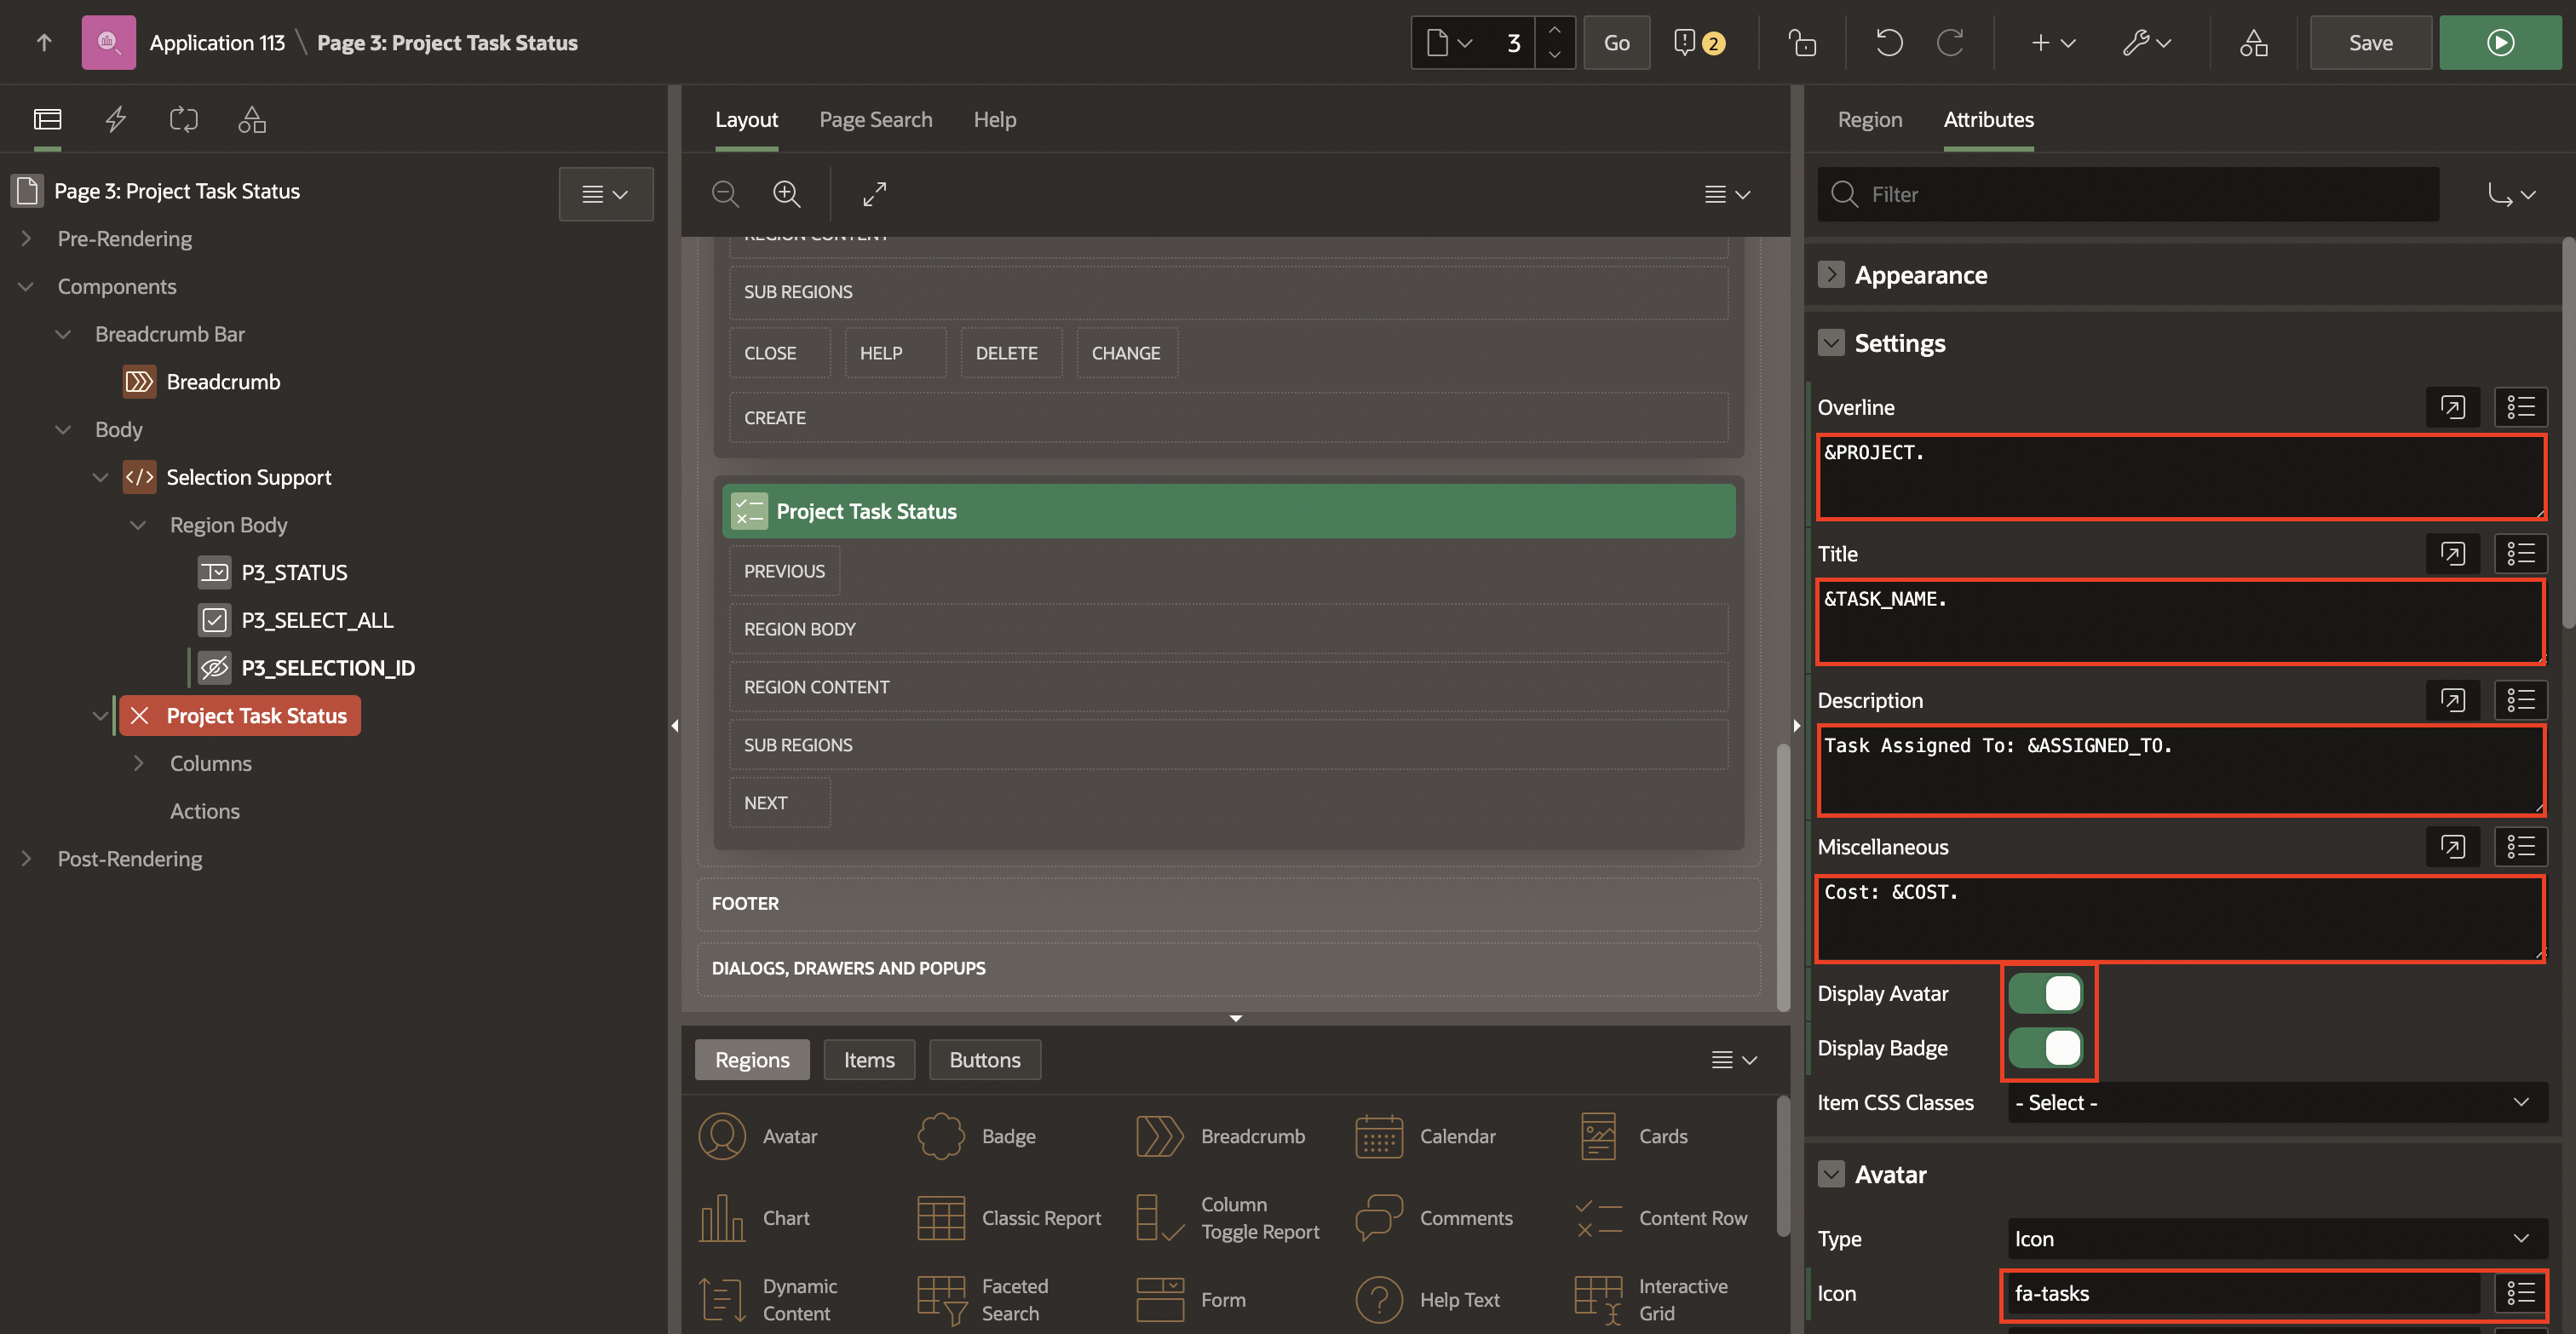 Application 113 \ Page 3: Project Task Status
3
Go
2
Save
Page 3: Project Task Status
Pre-Rendering
Components
Breadcrumb Bar
Breadcrumb
Body
Selection Support
Region Body
P3_STATUS
P3_SELECT_ALL
P3_SELECTION_ID
Project Task Status
Columns
Actions
Post-Rendering
Layout
Page Search
Help
REGION CONTENT
SUB REGIONS
CLOSE
HELP
DELETE
CHANGE
CREATE
Project Task Status
PREVIOUS
REGION BODY
REGION CONTENT
SUB REGIONS
NEXT
FOOTER
DIALOGS, DRAWERS AND POPUPS
Regions
Items
Buttons
Avatar
Badge
Breadcrumb
Calendar
Cards
Chart
Classic Report
Column
Toggle Report
Comments
Content Row
Dynamic
Content
Faceted
Search
Form
Help Text
Interactive
Grid
Region
Attributes
Filter
Appearance
Settings
Overline
&PROJECT.
Title
&TASK_NAME.
Description
Task Assigned To: &ASSIGNED_TO.
Miscellaneous
Cost: &COST.
Display Avatar
Display Badge
Item CSS Classes
- Select -
Avatar
Type
Icon
Icon
fa-tasks